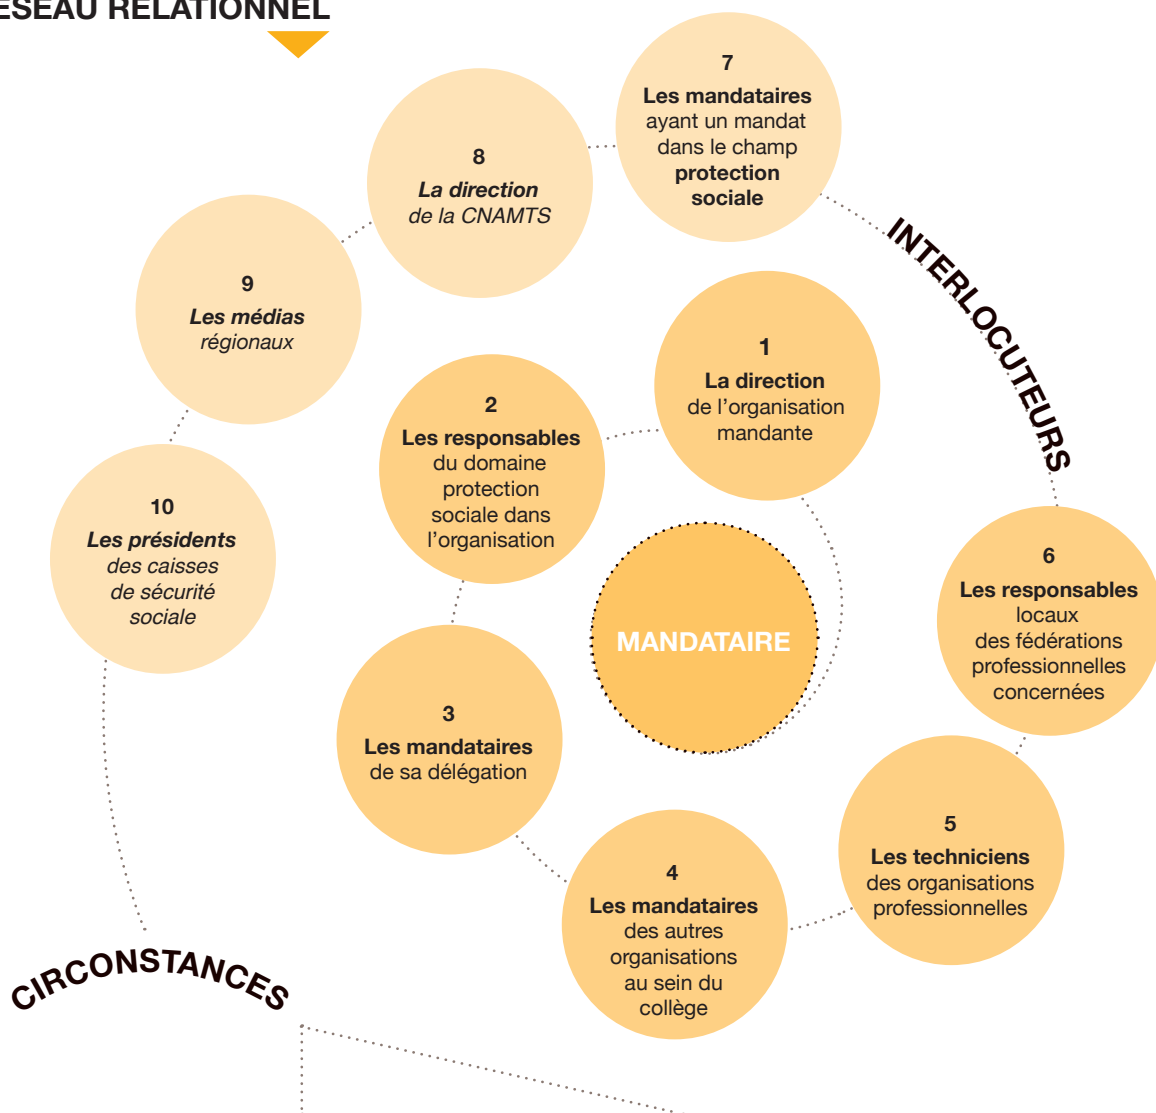 ESEAU RELATIONNEL
7
Les mandataires
ayant un mandat
dans le champ
protection
sociale
8
La direction
de la CNAMTS
INTERLOCUTEURS
9
Les médias
régionaux
1
La direction
de l'organisation
mandante
2
Les responsables
du domaine
protection
sociale dans
l'organisation
10
Les présidents
des caisses
de sécurité
sociale
6
Les responsables
locaux
des fédérations
professionnelles
concernées
MANDATAIRE
3
Les mandataires
de sa délégation
5
Les techniciens
des organisations
professionnelles
4
Les mandataires
des autres
organisations
au sein du
collège
CIRCONSTANCES